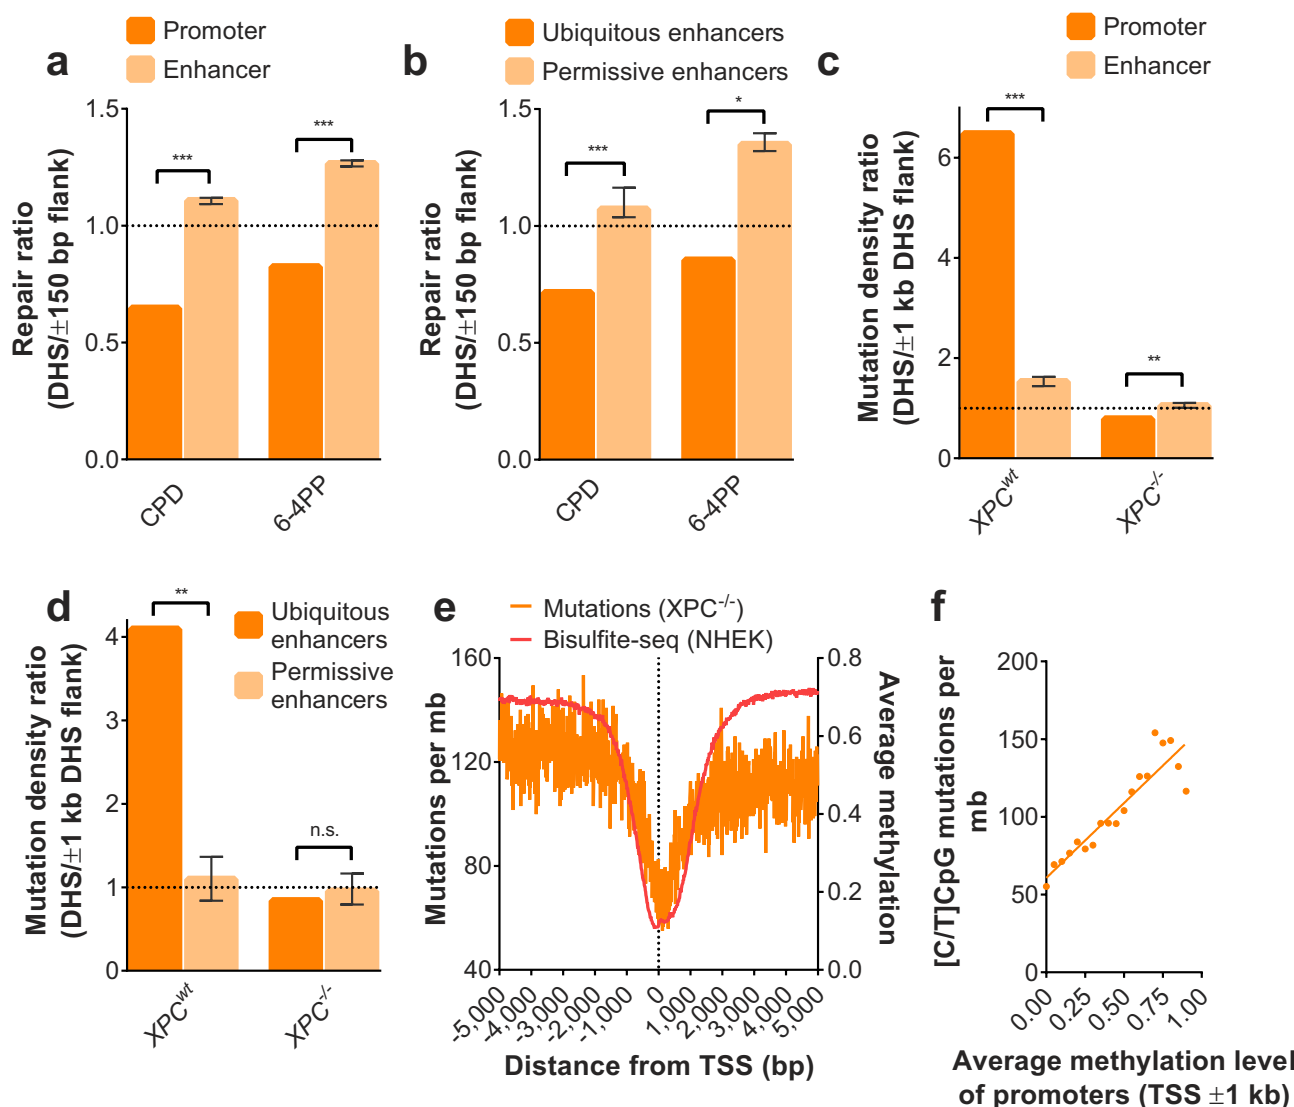 a
Promoter
Enhancer
Repair ratio
(DHS/±150 bp flank)
1.5
1.0
0.5
0.0
***
***
CPD
6-4PP
b
Ubiquitous enhancers
Permissive enhancers
Repair ratio
(DHS/±150 bp flank)
1.5
1.0
0.5
0.0
***
*
CPD
6-4PP
c
Promoter
Enhancer
Mutation density ratio
(DHS/±1 kb DHS flank)
6
4
2
0
***
**
XPCwt
XPC-/-
d
Ubiquitous
enhancers
Permissive
enhancers
Mutation density ratio
(DHS/±1 kb DHS flank)
4
3
2
1
0
**
n.s.
XPCwt
XPC-/-
e
Mutations (XPC-/-)
Bisulfite-seq (NHEK)
Mutations per mb
160
120
80
40
Average methylation
0.8
0.6
0.4
0.2
0.0
-5,000
-4,000
-3,000
-2,000
-1,000
0
1,000
2,000
3,000
4,000
5,000
Distance from TSS (bp)
f
[C/T]CpG mutations per
mb
200
150
100
50
0
0.00
0.25
0.50
0.75
1.00
Average methylation level
of promoters (TSS ±1 kb)